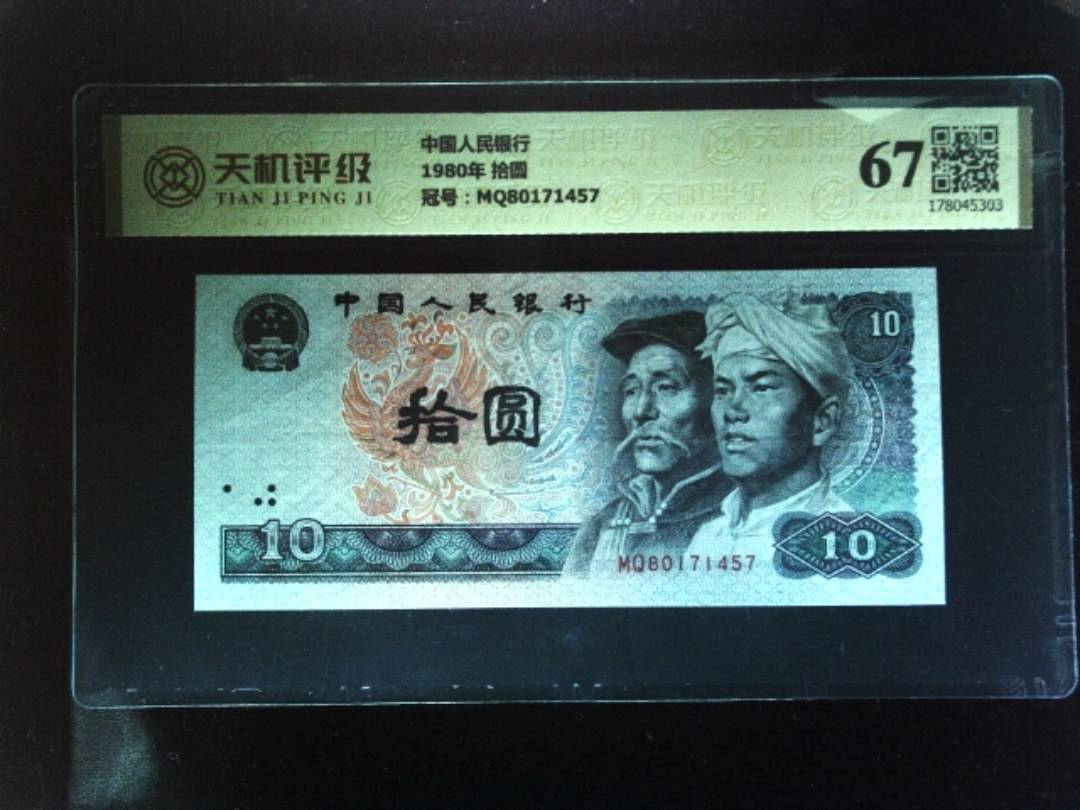 天机评级
TIAN JI PING JI
中国人民银行
1980年 拾圆
冠号：MQ80171457
67
178045303
中国人民银行
10
拾圆
10
MQ80171457
10